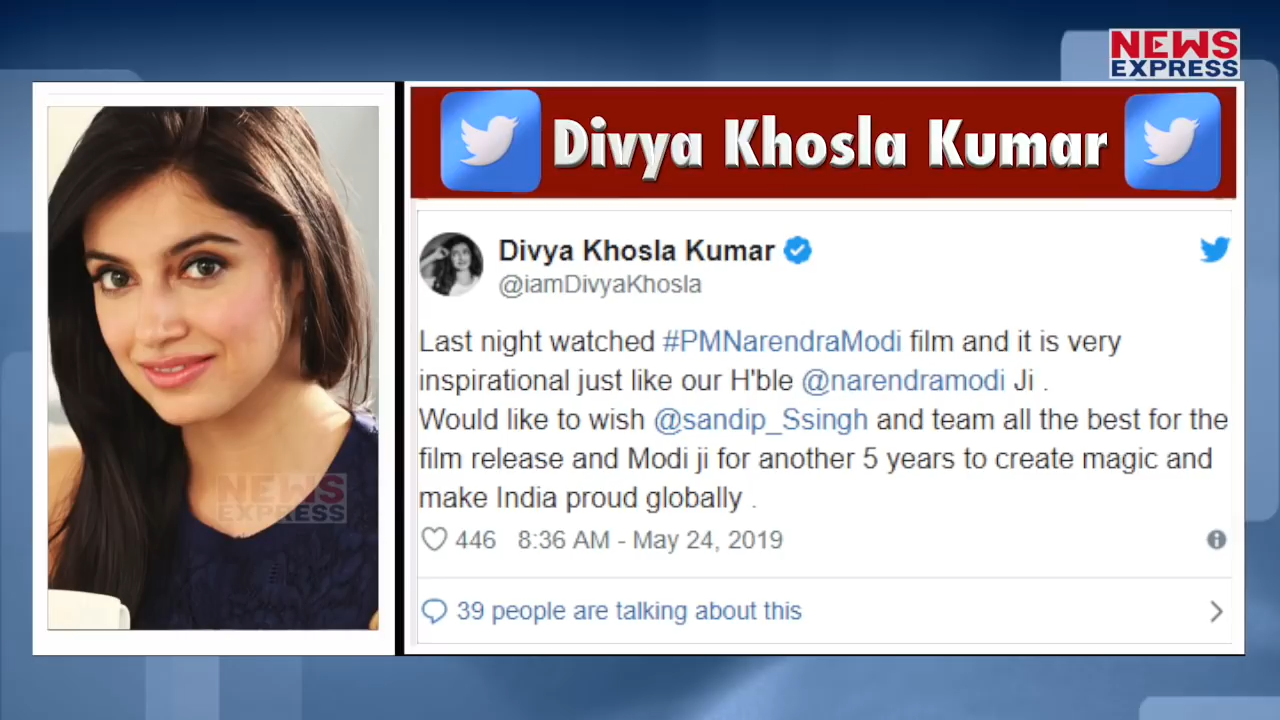 NEWS
EXPRESS
Divya Khosla Kumar
Divya Khosla Kumar
@iamDivyaKhosla
Last night watched #PMNarendraModi film and it is very
inspirational just like our H'ble @narendramodi Ji .
Would like to wish @sandip_Ssingh and team all the best for the
film release and Modi ji for another 5 years to create magic and
make India proud globally .
446 8:36 AM - May 24, 2019
39 people are talking about this
NEWS
EXPRESS